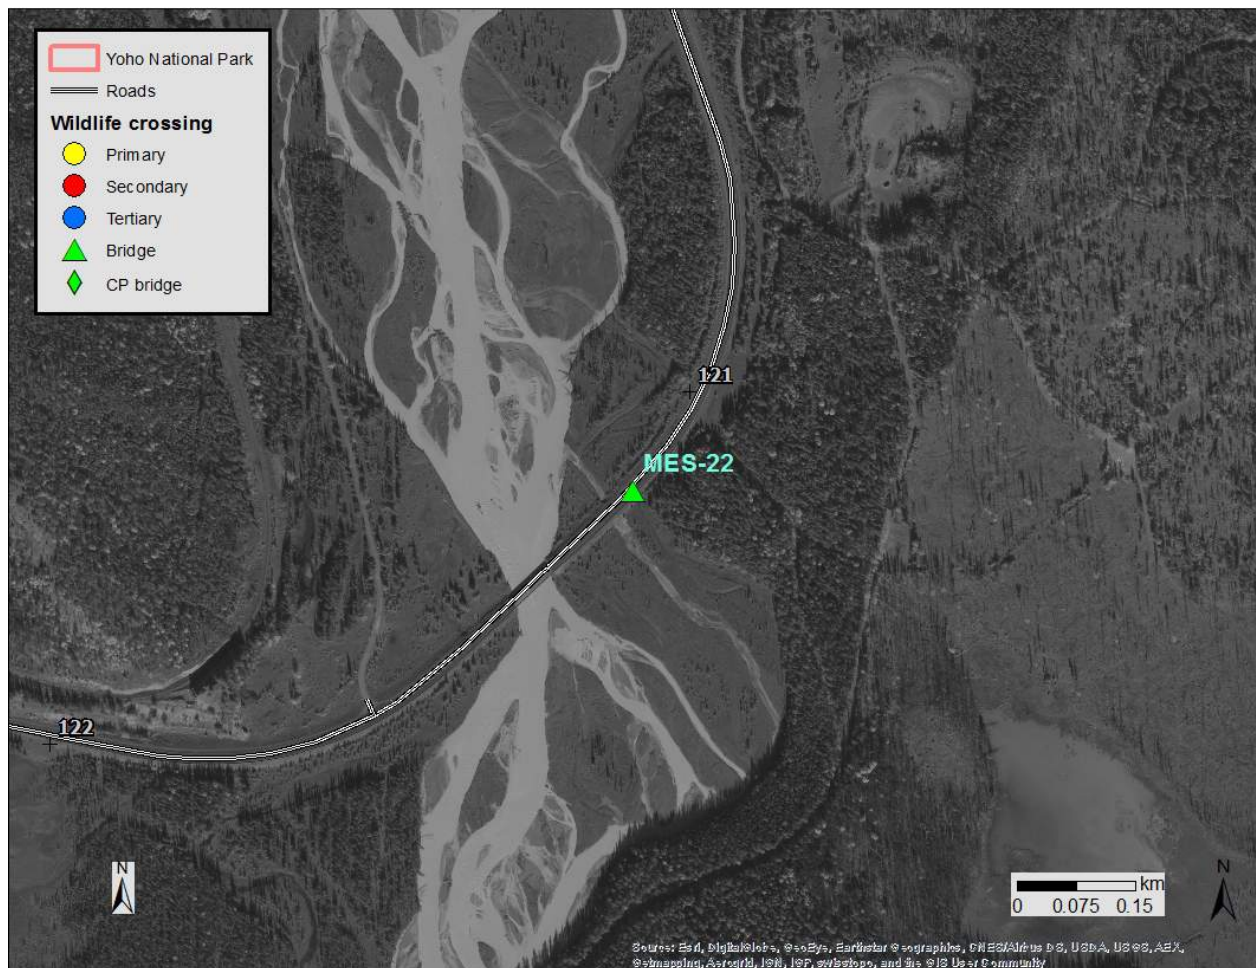 Yoho National Park
Roads
Wildlife crossing
Primary
Secondary
Tertiary
Bridge
CP bridge
121
MES-22
122
N
N
km
0 0.075 0.15
Source: Esri, DigitalGlobe, GeoEye, Earthstar Geographics, CNES/Airbus DS, USDA, USGS, AEX,
Getmapping, Aerogrid, IGN, IGP, swisstopo, and the GIS User Community